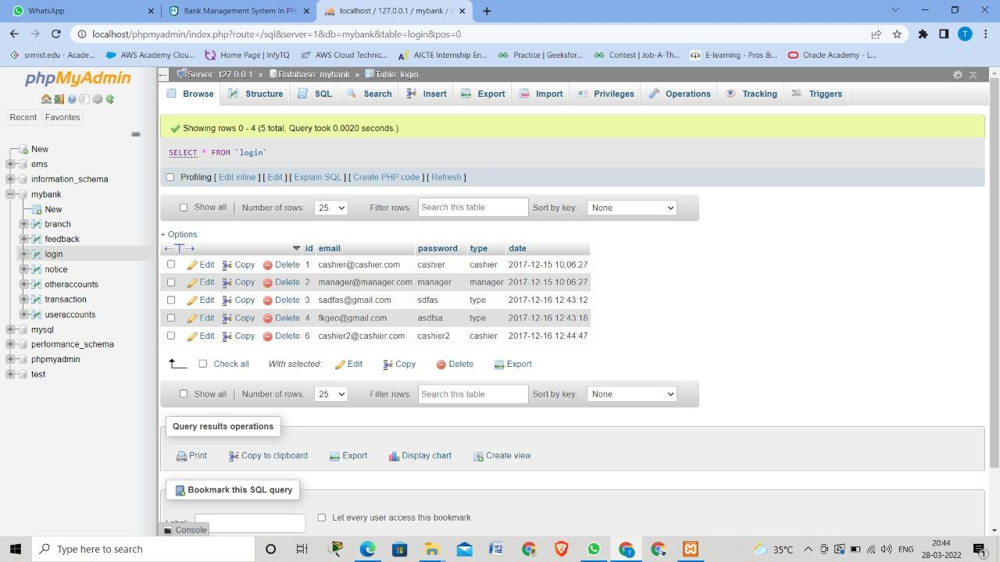 WhatsApp
Bank Management System In PH
localhost / 127.0.0.1 / mybank / l
localhost/phpmyadmin/index.php?route=/sql&server=1&db=mybank&table=login&pos=0
T
srmist.edu - Acade...
AWS Academy Clou...
Home Page | InfyTQ
AWS Cloud Technic...
AICTE Internship En...
Practice | Geeksfor...
Contest | Job-A-Th...
E-learning - Pros &...
Oracle Academy - L...
phpMyAdmin
Recent Favorites
New
ems
information_schema
mybank
New
branch
feedback
login
notice
otheraccounts
transaction
useraccounts
mysql
performance_schema
phpmyadmin
test
Server: 127.0.0.1 » Database: mybank » Table: login
Browse Structure SQL Search Insert Export Import Privileges Operations Tracking Triggers
Showing rows 0 - 4 (5 total, Query took 0.0020 seconds.)
SELECT * FROM `login`
Profiling [ Edit inline ] [ Edit ] [ Explain SQL ] [ Create PHP code ] [ Refresh ]
Show all | Number of rows: 25 Filter rows: Search this table Sort by key: None
+ Options
id email password type date
Edit Copy Delete 1 cashier@cashier.com cashier cashier 2017-12-15 10:06:27
Edit Copy Delete 2 manager@manager.com manager manager 2017-12-15 10:06:27
Edit Copy Delete 3 sadfas@gmail.com sdfas type 2017-12-16 12:43:12
Edit Copy Delete 4 fkgeo@gmail.com asdfsa type 2017-12-16 12:43:18
Edit Copy Delete 6 cashier2@cashier.com cashier2 cashier 2017-12-16 12:44:47
Check all With selected: Edit Copy Delete Export
Show all | Number of rows: 25 Filter rows: Search this table Sort by key: None
Query results operations
Print Copy to clipboard Export Display chart Create view
Bookmark this SQL query
Label: Let every user access this bookmark
Console
Type here to search
35°C
ENG
20:44
28-03-2022